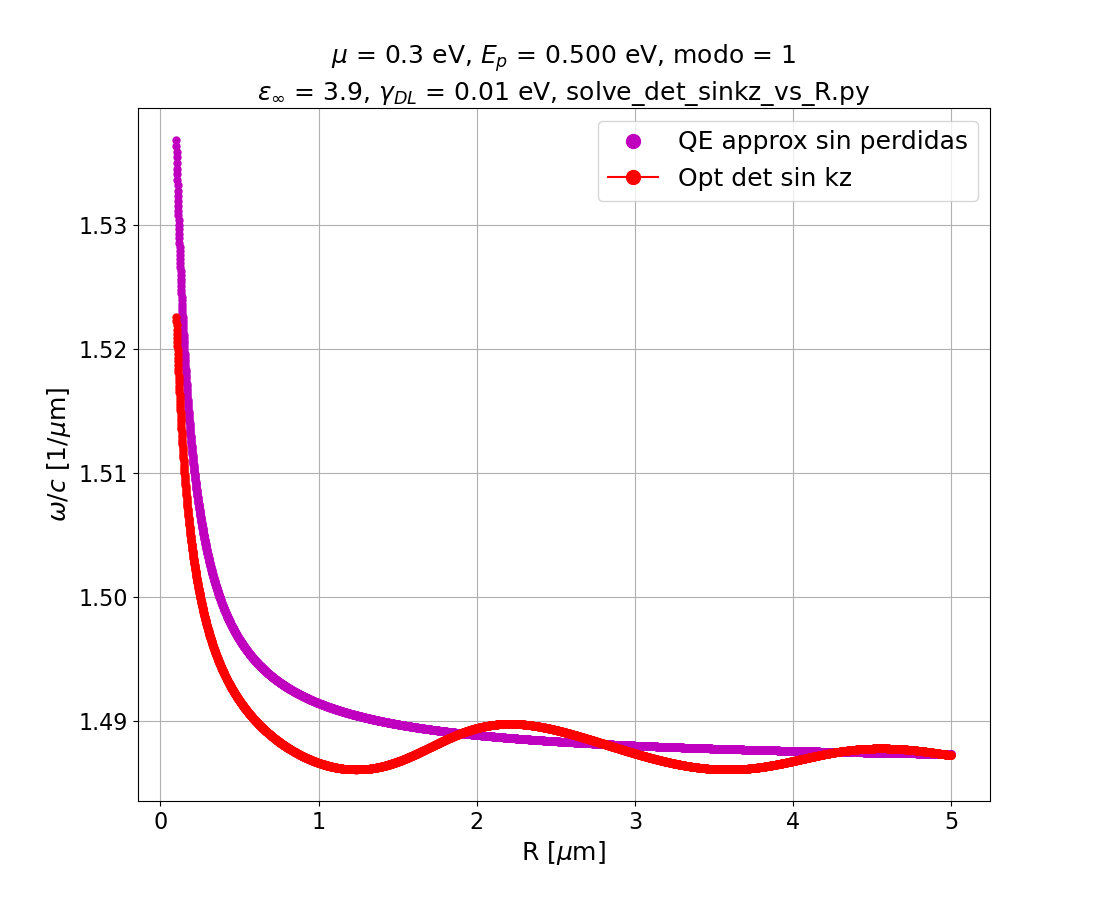 μ = 0.3 eV, Eₚ = 0.500 eV, modo = 1
ε∞ = 3.9, γDL = 0.01 eV, solve_det_sinkz_vs_R.py
QE approx sin perdidas
Opt det sin kz
1.53
1.52
1.51
1.50
1.49
ω/c [1/μm]
0 1 2 3 4 5
R [μm]